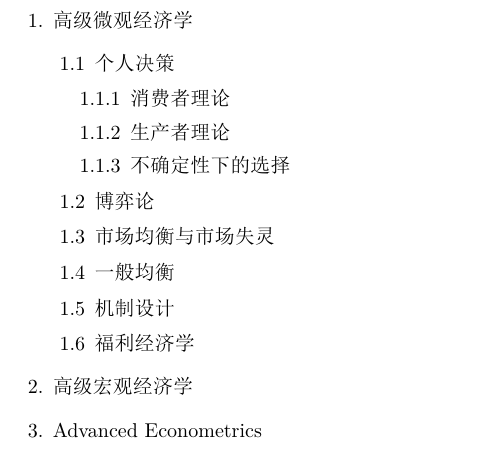 1. 高级微观经济学
1.1 个人决策
1.1.1 消费者理论
1.1.2 生产者理论
1.1.3 不确定性下的选择
1.2 博弈论
1.3 市场均衡与市场失灵
1.4 一般均衡
1.5 机制设计
1.6 福利经济学
2. 高级宏观经济学
3. Advanced Econometrics